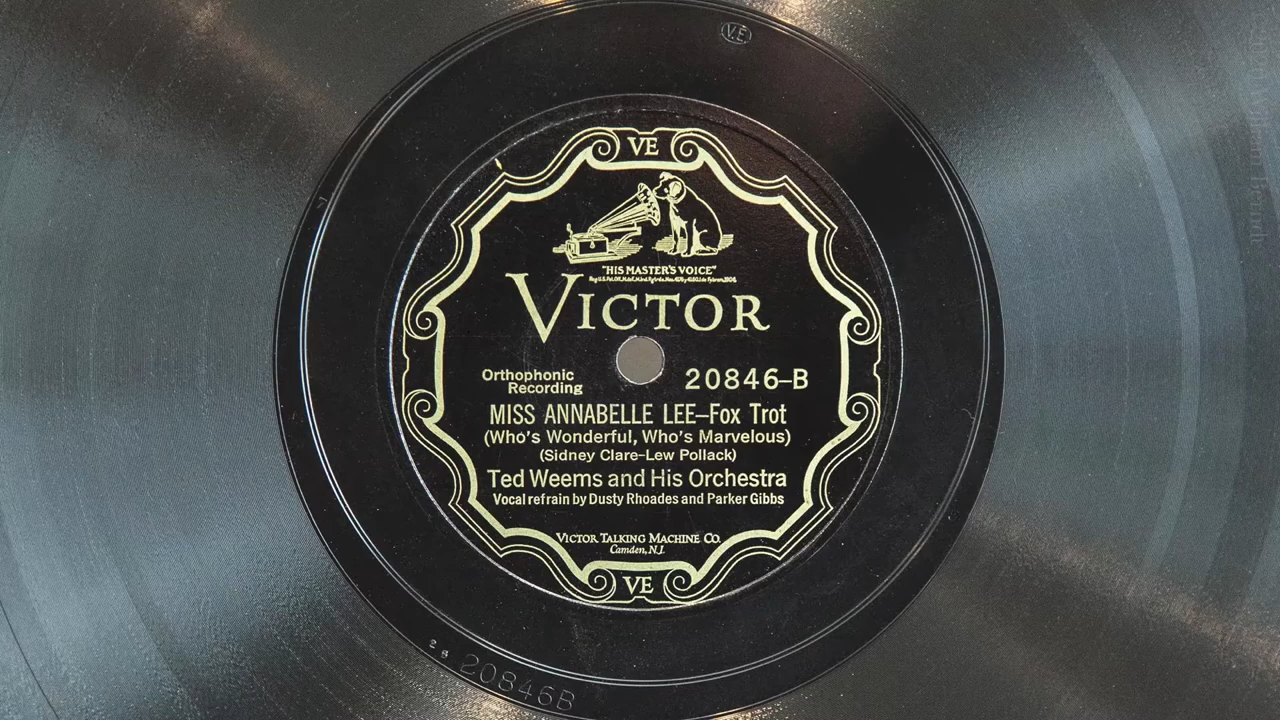 V.E.
VE
"HIS MASTER'S VOICE"
VICTOR
Orthophonic
Recording
20846-B
MISS ANNABELLE LEE–Fox Trot
(Who's Wonderful, Who's Marvelous)
(Sidney Clare-Lew Pollack)
Ted Weems and His Orchestra
Vocal refrain by Dusty Rhoades and Parker Gibbs
VICTOR TALKING MACHINE CO.
Camden, N.J.
VE
20846B